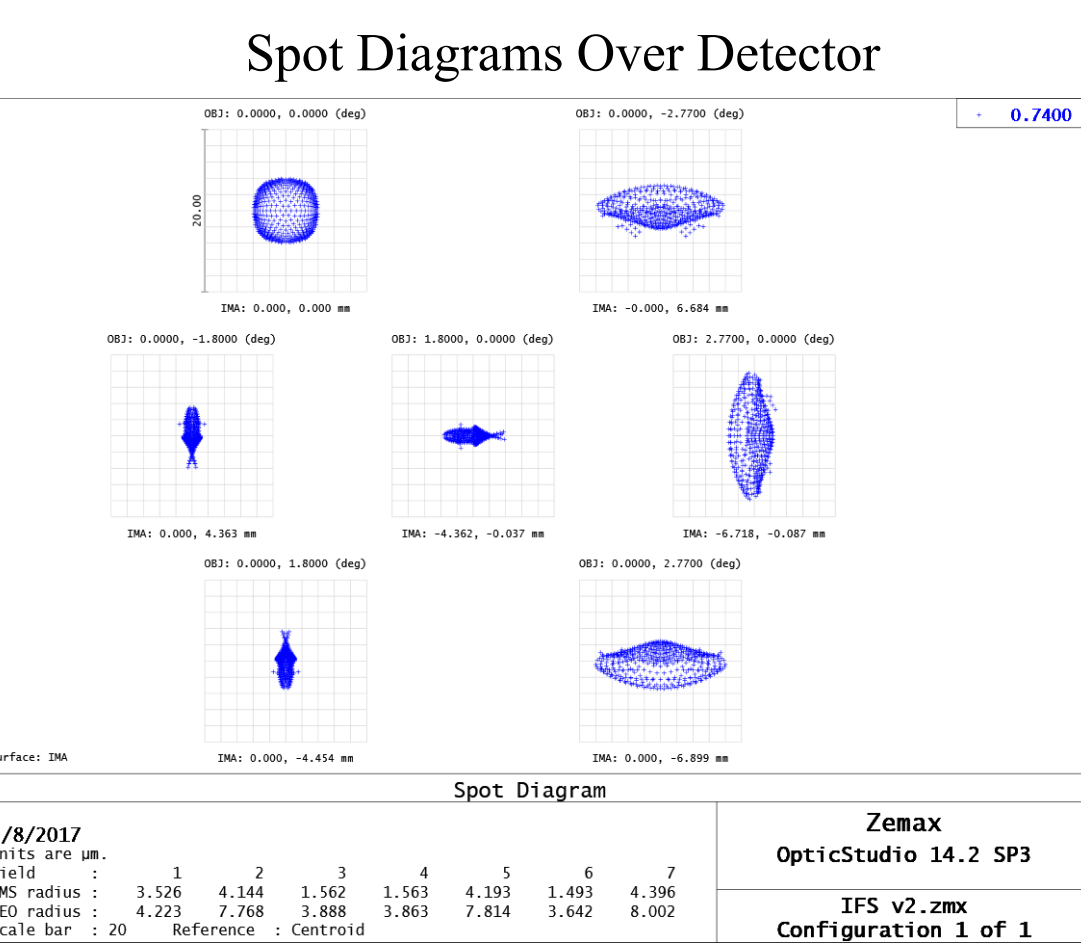 Spot Diagrams Over Detector
0.7400
OBJ: 0.0000, 0.0000 (deg)
OBJ: 0.0000, -2.7700 (deg)
20.00
IMA: 0.000, 0.000 mm
IMA: -0.000, 6.684 mm
OBJ: 0.0000, -1.8000 (deg)
OBJ: 1.8000, 0.0000 (deg)
OBJ: 2.7700, 0.0000 (deg)
IMA: 0.000, 4.363 mm
IMA: -4.362, -0.037 mm
IMA: -6.718, -0.087 mm
OBJ: 0.0000, 1.8000 (deg)
OBJ: 0.0000, 2.7700 (deg)
IMA: 0.000, -4.454 mm
IMA: 0.000, -6.899 mm
urface: IMA
Spot Diagram
/8/2017
nits are µm.
ield : 1 2 3 4 5 6 7
MS radius : 3.526 4.144 1.562 1.563 4.193 1.493 4.396
EO radius : 4.223 7.768 3.888 3.863 7.814 3.642 8.002
cale bar : 20 Reference : Centroid
Zemax
OpticStudio 14.2 SP3
IFS v2.zmx
Configuration 1 of 1